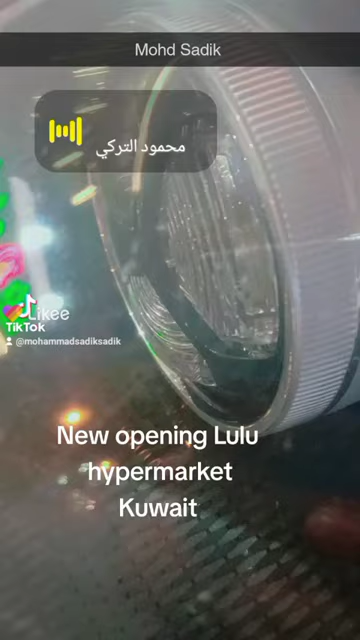 Mohd Sadik
محمود التركي
Likee
TikTok
@mohammadsadiksadik
New opening Lulu
hypermarket
Kuwait